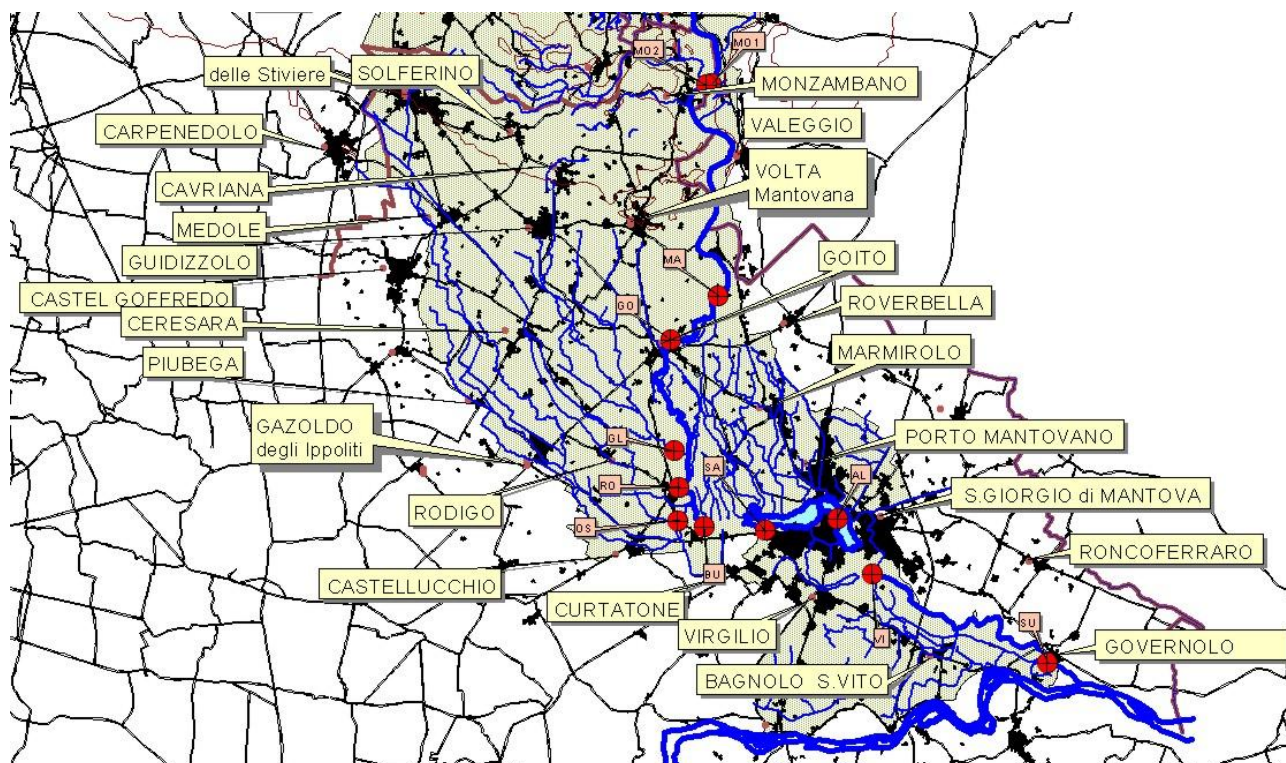 MO2
MO1
delle Stiviere
SOLFERINO
MONZAMBANO
CARPENEDOLO
VALEGGIO
CAVRIANA
VOLTA
Mantovana
MEDOLE
GUIDIZZOLO
MA
GOITO
CASTEL GOFFREDO
GO
ROVERBELLA
CERESARA
MARMIROLO
PIUBEGA
GAZOLDO
degli Ippoliti
GL
PORTO MANTOVANO
SA
AL
RO
S.GIORGIO di MANTOVA
RODIGO
OS
RONCOFERRARO
CASTELLUCCHIO
BU
CURTATONE
VIRGILIO
VI
SU
GOVERNOLO
BAGNOLO S.VITO